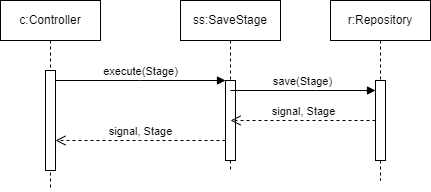 c:Controller
ss:SaveStage
r:Repository
execute(Stage)
save(Stage)
signal, Stage
signal, Stage